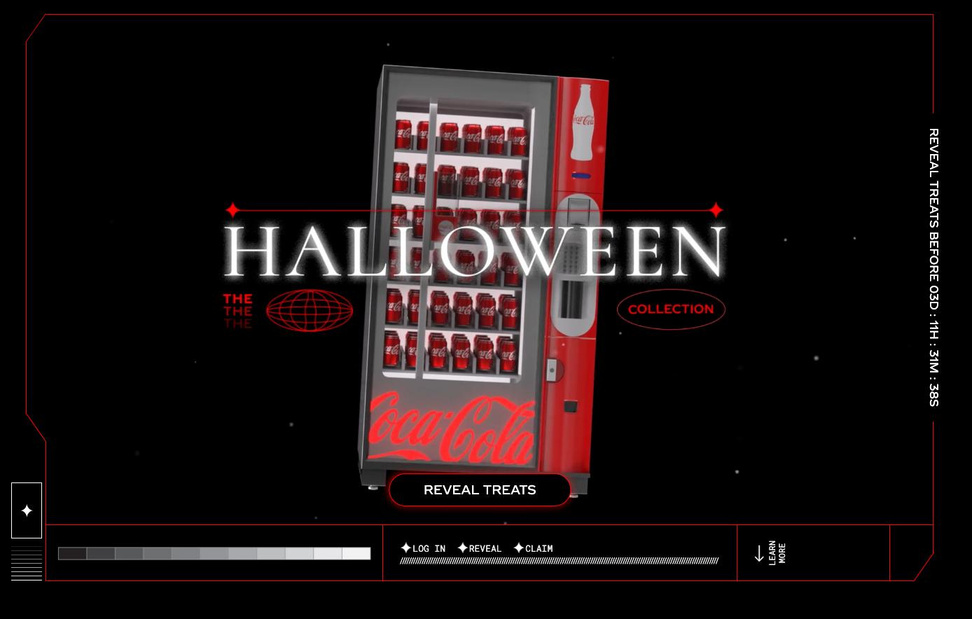 HALLOWEEN
THE
THE
THE
COLLECTION
Coca-Cola
REVEAL TREATS
REVEAL TREATS BEFORE 03D : 11H : 31M : 38S
LOG IN REVEAL CLAIM
LEARN
MORE